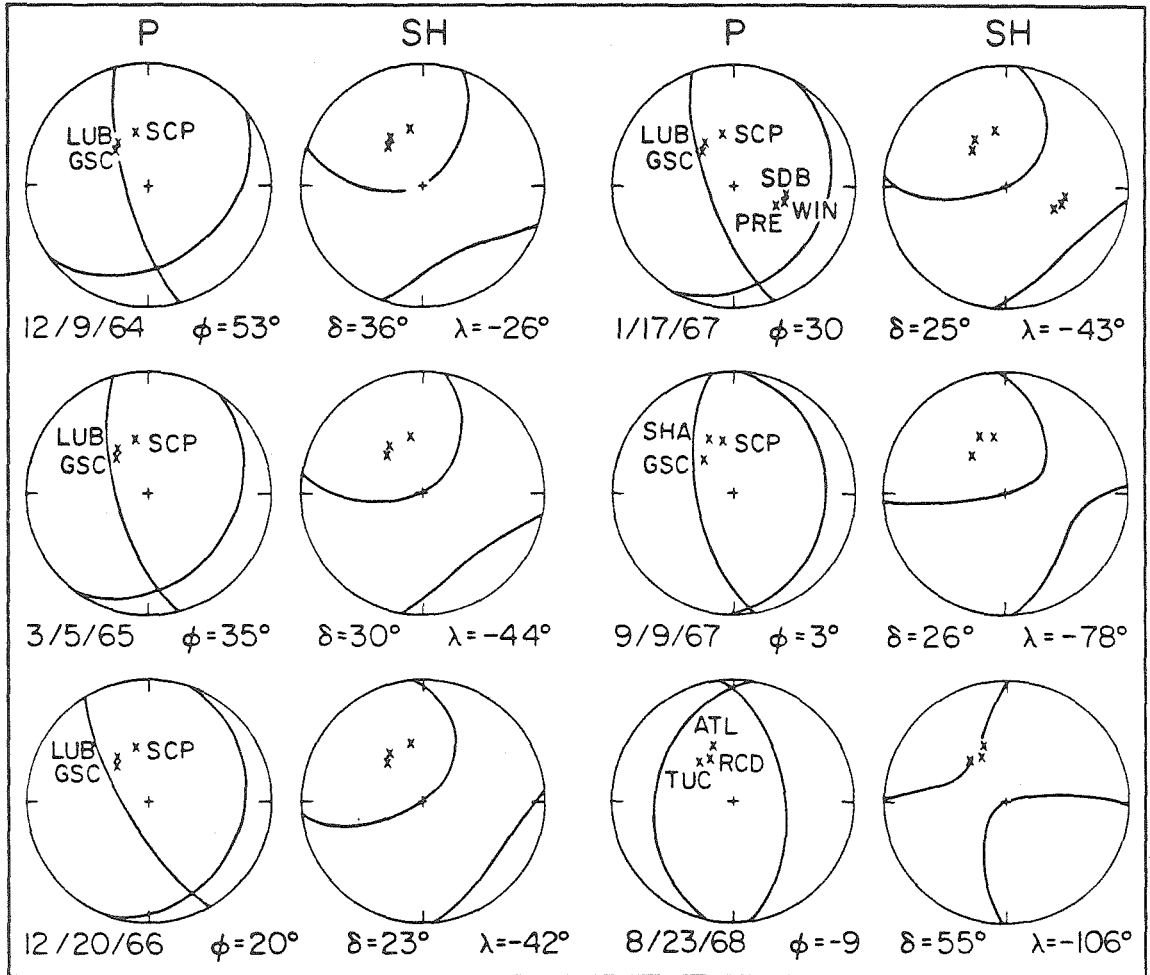 P SH P SH
LUB SCP
GSC
12/9/64 φ=53° δ=36° λ=-26°
LUB SCP
GSC
SDB
PRE WIN
1/17/67 φ=30 δ=25° λ=-43°
LUB SCP
GSC
3/5/65 φ=35° δ=30° λ=-44°
SHA SCP
GSC
9/9/67 φ=3° δ=26° λ=-78°
LUB SCP
GSC
12/20/66 φ=20° δ=23° λ=-42°
ATL
TUC RCD
8/23/68 φ=-9 δ=55° λ=-106°